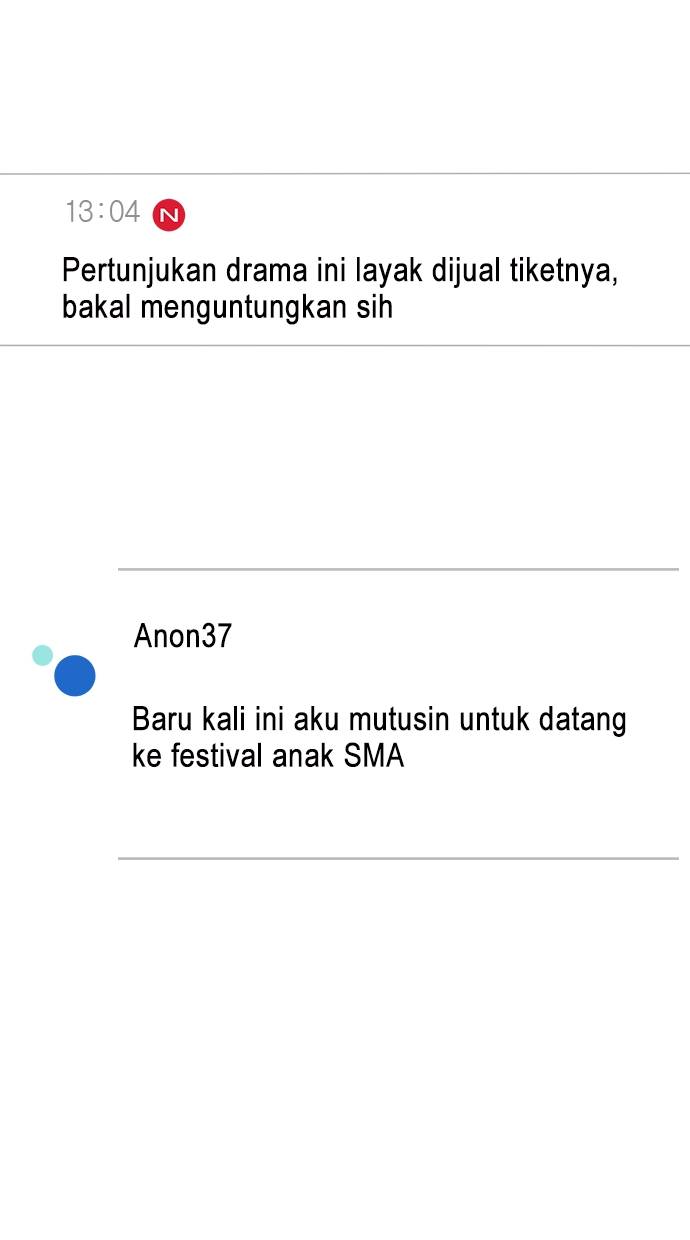 13:04 N
Pertunjukan drama ini layak dijual tiketnya,
bakal menguntungkan sih
Anon37
Baru kali ini aku mutusin untuk datang
ke festival anak SMA